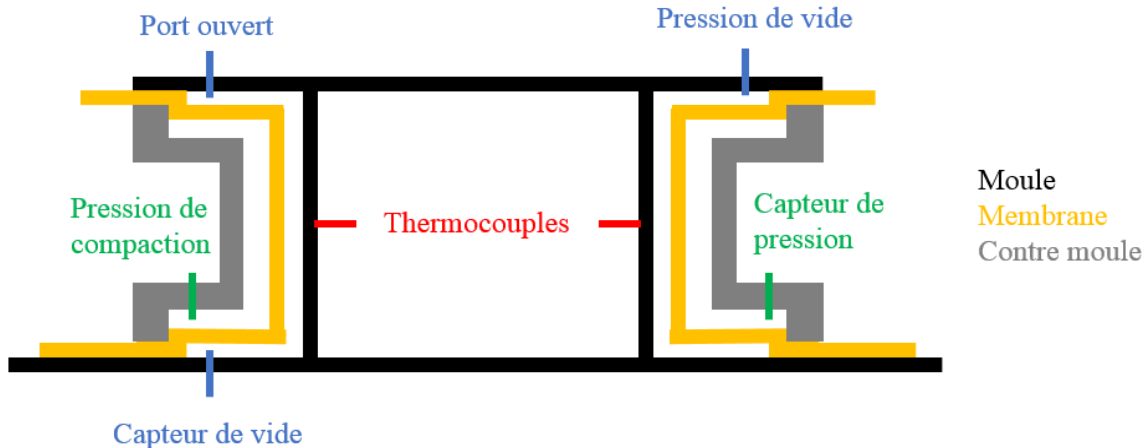 Port ouvert
Pression de vide
Pression de
compaction
Thermocouples
Capteur de
pression
Capteur de vide
Moule
Membrane
Contre moule